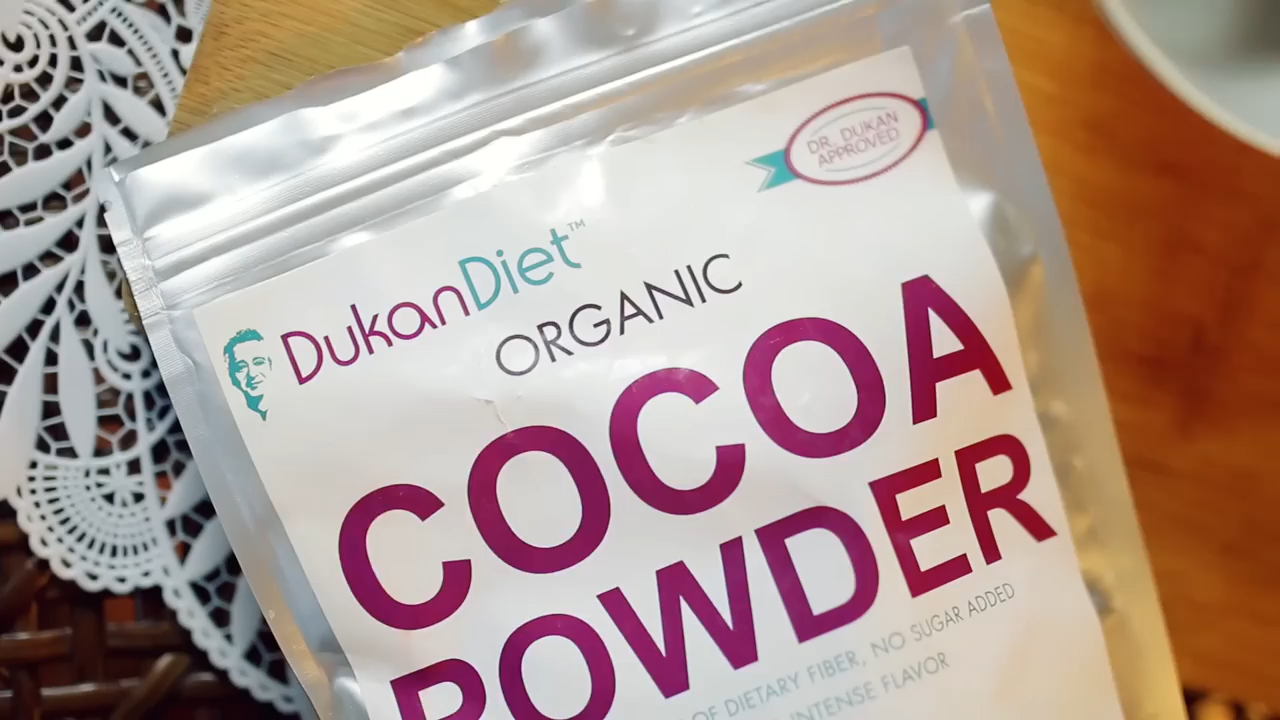 DR. DUKAN
APPROVED
DukanDiet™
ORGANIC
COCOA
POWDER
OF DIETARY FIBER, NO SUGAR ADDED
INTENSE FLAVOR